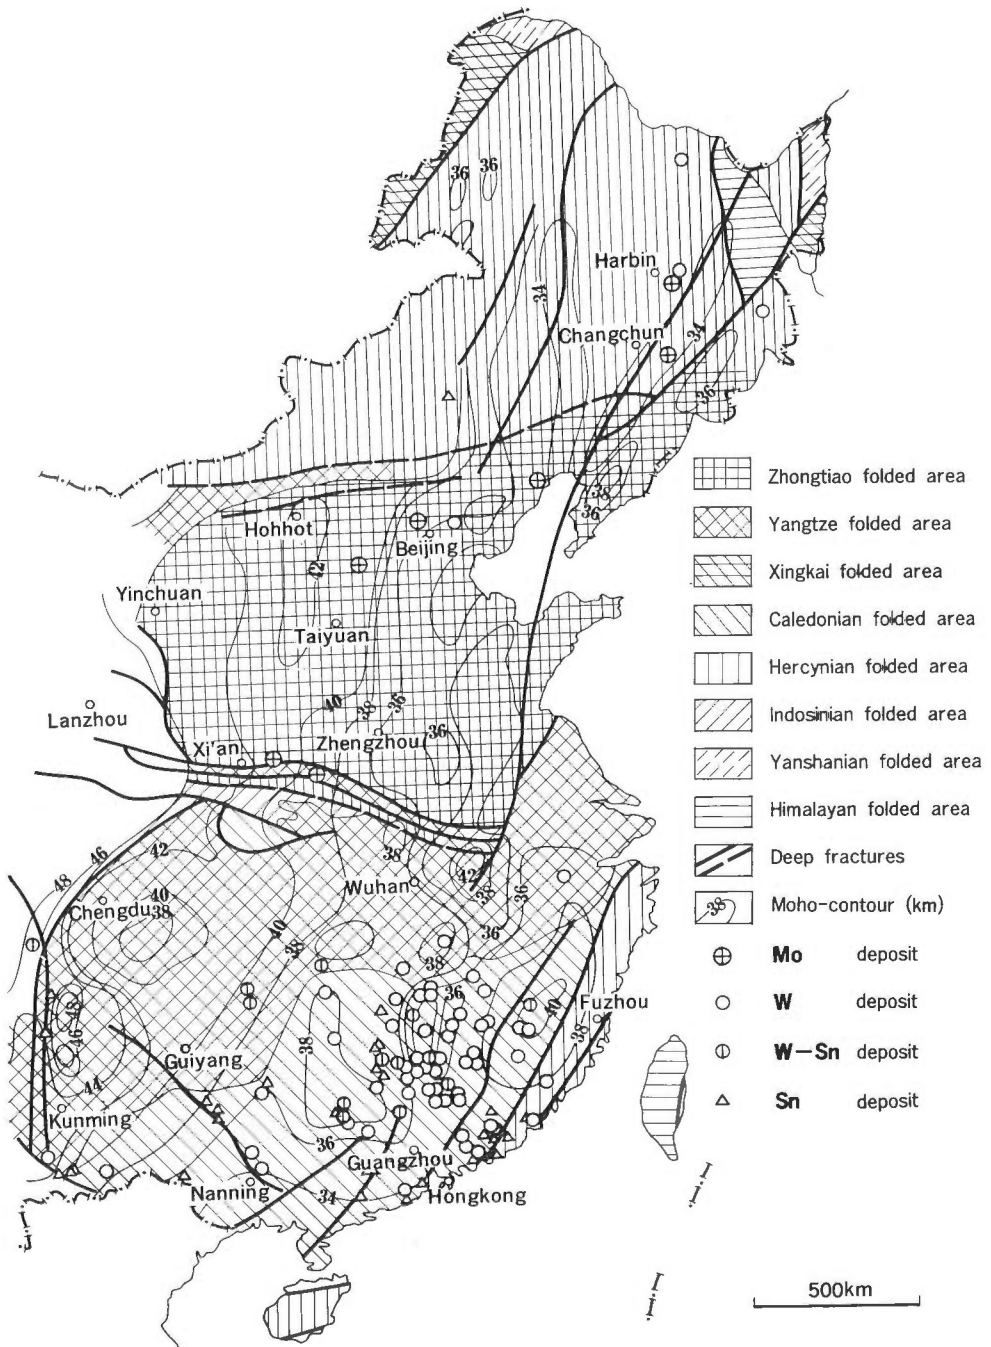 36
36
Harbin
34
Changchun
34
36
Zhongtiao folded area
38
36
Hohhot
Beijing
Yangtze folded area
42
Xingkai folded area
Yinchuan
Taiyuan
Caledonian folded area
Hercynian folded area
40
38
36
Lanzhou
Zhengzhou
36
Indosinian folded area
Xi'an
Yanshanian folded area
Himalayan folded area
46
42
38
Deep fractures
48
40
Wuhan
42
38
36
Chengdu
38
38
Moho-contour (km)
40
38
36
38
Mo deposit
48
36
40
Fuzhou
W deposit
46
38
38
Guiyang
W–Sn deposit
44
Kunming
Sn deposit
36
Guangzhou
Nanning
34
Hongkong
500km